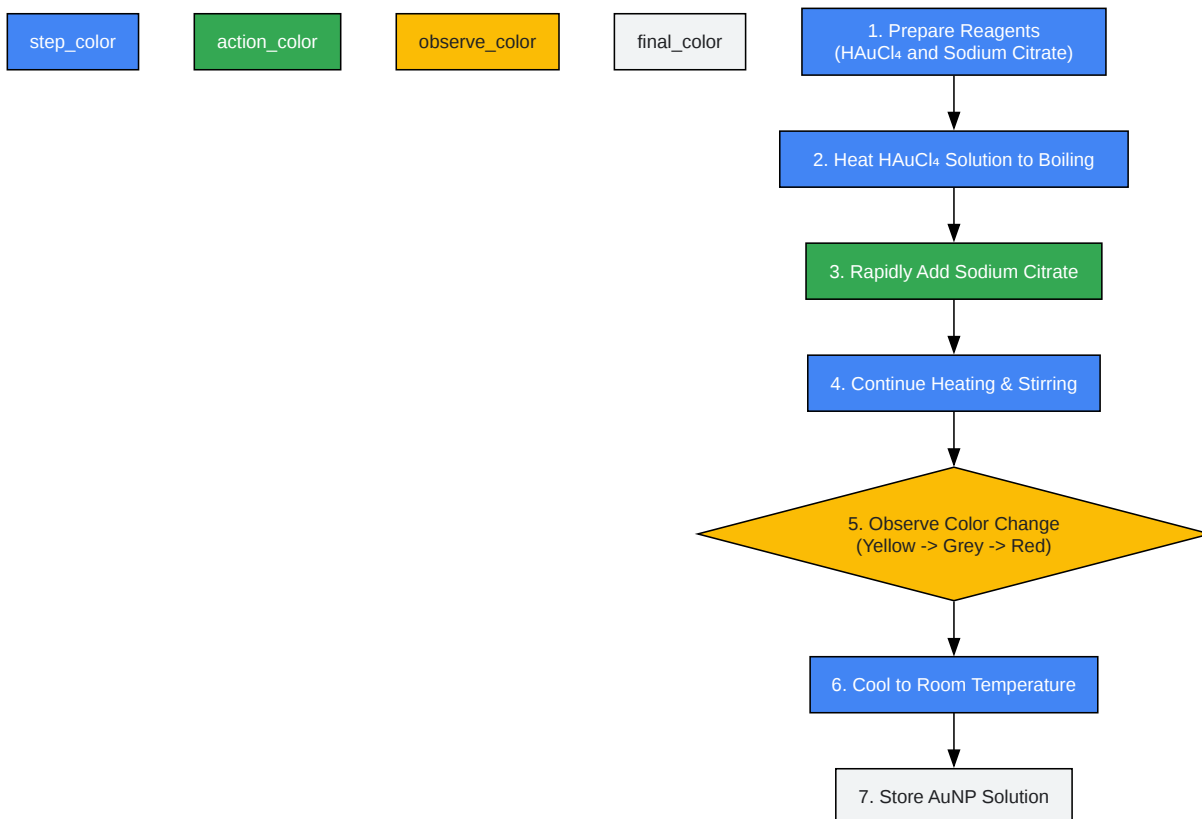 step_color
action_color
observe_color
final_color
1. Prepare Reagents
(HAuCl₄ and Sodium Citrate)
2. Heat HAuCl₄ Solution to Boiling
3. Rapidly Add Sodium Citrate
4. Continue Heating & Stirring
5. Observe Color Change
(Yellow -> Grey -> Red)
6. Cool to Room Temperature
7. Store AuNP Solution